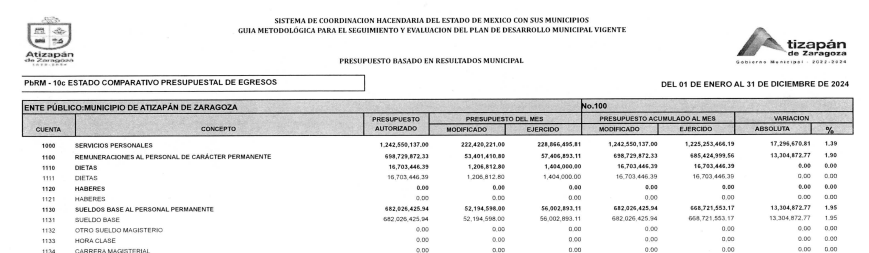 SISTEMA DE COORDINACION HACENDARIA DEL ESTADO DE MEXICO CON SUS MUNICIPIOS
GUIA METODOLÓGICA PARA EL SEGUIMIENTO Y EVALUACION DEL PLAN DE DESARROLLO MUNICIPAL VIGENTE
Atizapán
de Zaragoza
tizapán
de Zaragoza
Gobierno Municipal · 2022-2024
PRESUPUESTO BASADO EN RESULTADOS MUNICIPAL
PbRM - 10c ESTADO COMPARATIVO PRESUPUESTAL DE EGRESOS
DEL 01 DE ENERO AL 31 DE DICIEMBRE DE 2024
ENTE PÚBLICO:MUNICIPIO DE ATIZAPÁN DE ZARAGOZA No.100
CUENTA CONCEPTO PRESUPUESTO AUTORIZADO PRESUPUESTO DEL MES PRESUPUESTO ACUMULADO AL MES VARIACION
MODIFICADO EJERCIDO MODIFICADO EJERCIDO ABSOLUTA %
1000 SERVICIOS PERSONALES 1,242,550,137.00 222,420,221.00 228,866,495.81 1,242,550,137.00 1,225,253,466.19 17,296,670.81 1.39
1100 REMUNERACIONES AL PERSONAL DE CARÁCTER PERMANENTE 698,729,872.33 53,401,410.80 57,406,893.11 698,729,872.33 685,424,999.56 13,304,872.77 1.90
1110 DIETAS 16,703,446.39 1,206,812.80 1,404,000.00 16,703,446.39 16,703,446.39 0.00 0.00
1111 DIETAS 16,703,446.39 1,206,812.80 1,404,000.00 16,703,446.39 16,703,446.39 0.00 0.00
1120 HABERES 0.00 0.00 0.00 0.00 0.00 0.00 0.00
1121 HABERES 0.00 0.00 0.00 0.00 0.00 0.00 0.00
1130 SUELDOS BASE AL PERSONAL PERMANENTE 682,026,425.94 52,194,598.00 56,002,893.11 682,026,425.94 668,721,553.17 13,304,872.77 1.95
1131 SUELDO BASE 682,026,425.94 52,194,598.00 56,002,893.11 682,026,425.94 668,721,553.17 13,304,872.77 1.95
1132 OTRO SUELDO MAGISTERIO 0.00 0.00 0.00 0.00 0.00 0.00 0.00
1133 HORA CLASE 0.00 0.00 0.00 0.00 0.00 0.00 0.00
1134 CARRERA MAGISTERIAL 0.00 0.00 0.00 0.00 0.00 0.00 0.00